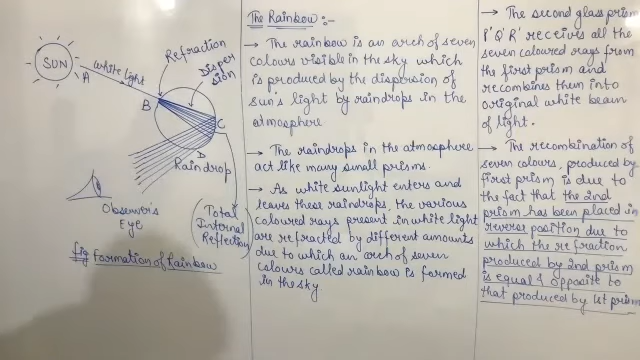 SUN
A
White light
Refraction
Disper
sion
B
C
D
Raindrop
Observer's
Eye
(Total
Internal
Reflection)
Fig Formation of Rainbow
The Rainbow :-
→ The rainbow is an arch of seven
colours visible in the sky which
is produced by the dispersion of
sun's light by raindrops in the
atmosphere
→ The raindrops in the atmosphere
act like many small prisms.
→ As white sunlight enters and
leaves these raindrops, the various
coloured rays present in white light
are refracted by different amounts
due to which an arch of seven
colours called rainbow is formed
in the sky.
→ The second glass prism
P'Q'R' receives all the
seven coloured rays from
the first prism and
recombines them into
original white beam
of light.
→ The recombination of
seven colours, produced by
first prism is due to
the fact that the 2nd
prism has been placed in
reverse position due to
which the refraction
produced by 2nd prism
is equal & opposite to
that produced by 1st prism